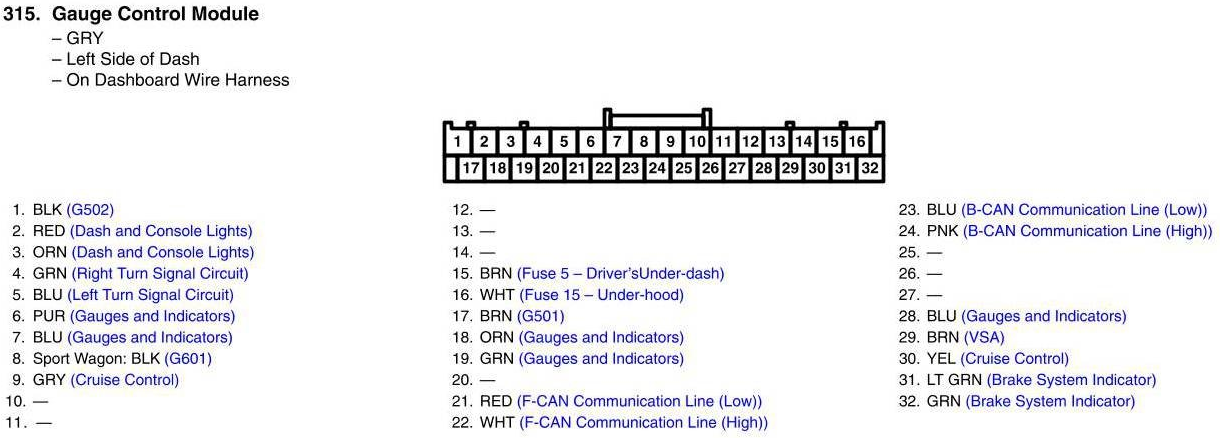 315. Gauge Control Module
– GRY
– Left Side of Dash
– On Dashboard Wire Harness
1 2 3 4 5 6 7 8 9 10 11 12 13 14 15 16
17 18 19 20 21 22 23 24 25 26 27 28 29 30 31 32
1. BLK (G502)
2. RED (Dash and Console Lights)
3. ORN (Dash and Console Lights)
4. GRN (Right Turn Signal Circuit)
5. BLU (Left Turn Signal Circuit)
6. PUR (Gauges and Indicators)
7. BLU (Gauges and Indicators)
8. Sport Wagon: BLK (G601)
9. GRY (Cruise Control)
10. —
11. —
12. —
13. —
14. —
15. BRN (Fuse 5 – Driver'sUnder-dash)
16. WHT (Fuse 15 – Under-hood)
17. BRN (G501)
18. ORN (Gauges and Indicators)
19. GRN (Gauges and Indicators)
20. —
21. RED (F-CAN Communication Line (Low))
22. WHT (F-CAN Communication Line (High))
23. BLU (B-CAN Communication Line (Low))
24. PNK (B-CAN Communication Line (High))
25. —
26. —
27. —
28. BLU (Gauges and Indicators)
29. BRN (VSA)
30. YEL (Cruise Control)
31. LT GRN (Brake System Indicator)
32. GRN (Brake System Indicator)